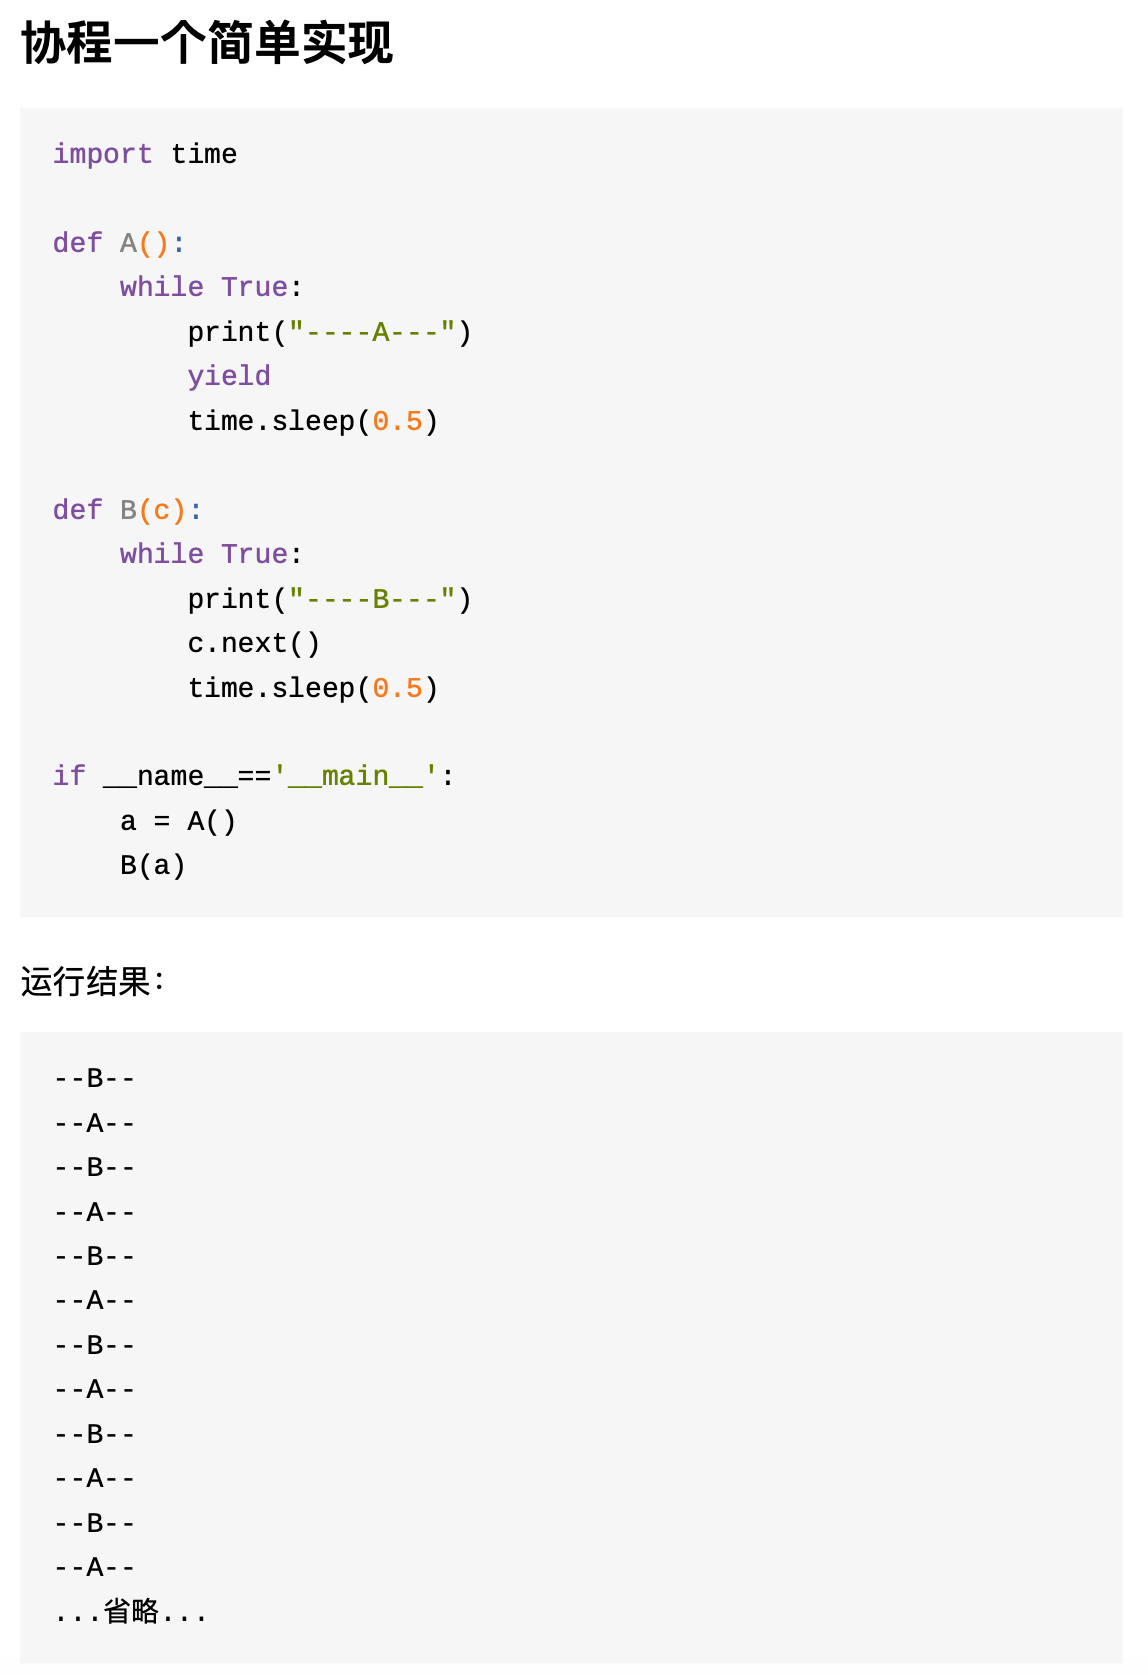 协程一个简单实现
import time
def A():
    while True:
        print("----A---")
        yield
        time.sleep(0.5)
def B(c):
    while True:
        print("----B---")
        c.next()
        time.sleep(0.5)
if __name__=='__main__':
    a = A()
    B(a)
运行结果：
--B--
--A--
--B--
--A--
--B--
--A--
--B--
--A--
--B--
--A--
--B--
--A--
...省略...